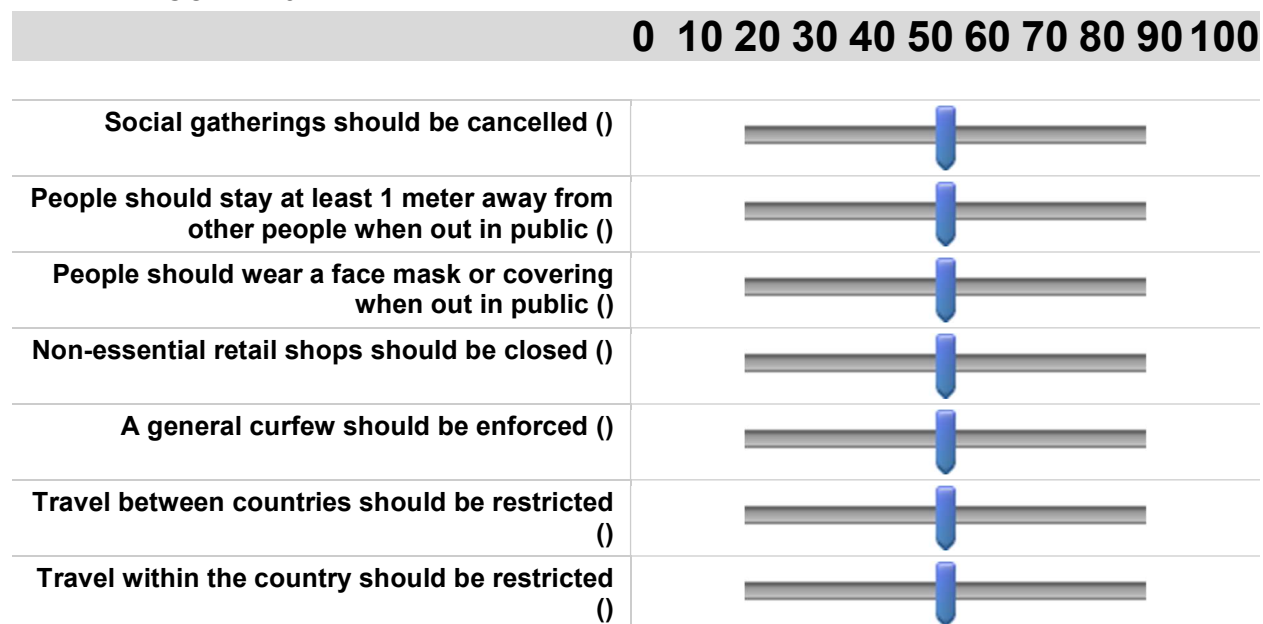 0 10 20 30 40 50 60 70 80 90 100
Social gatherings should be cancelled ()
People should stay at least 1 meter away from
other people when out in public ()
People should wear a face mask or covering
when out in public ()
Non-essential retail shops should be closed ()
A general curfew should be enforced ()
Travel between countries should be restricted
()
Travel within the country should be restricted
()